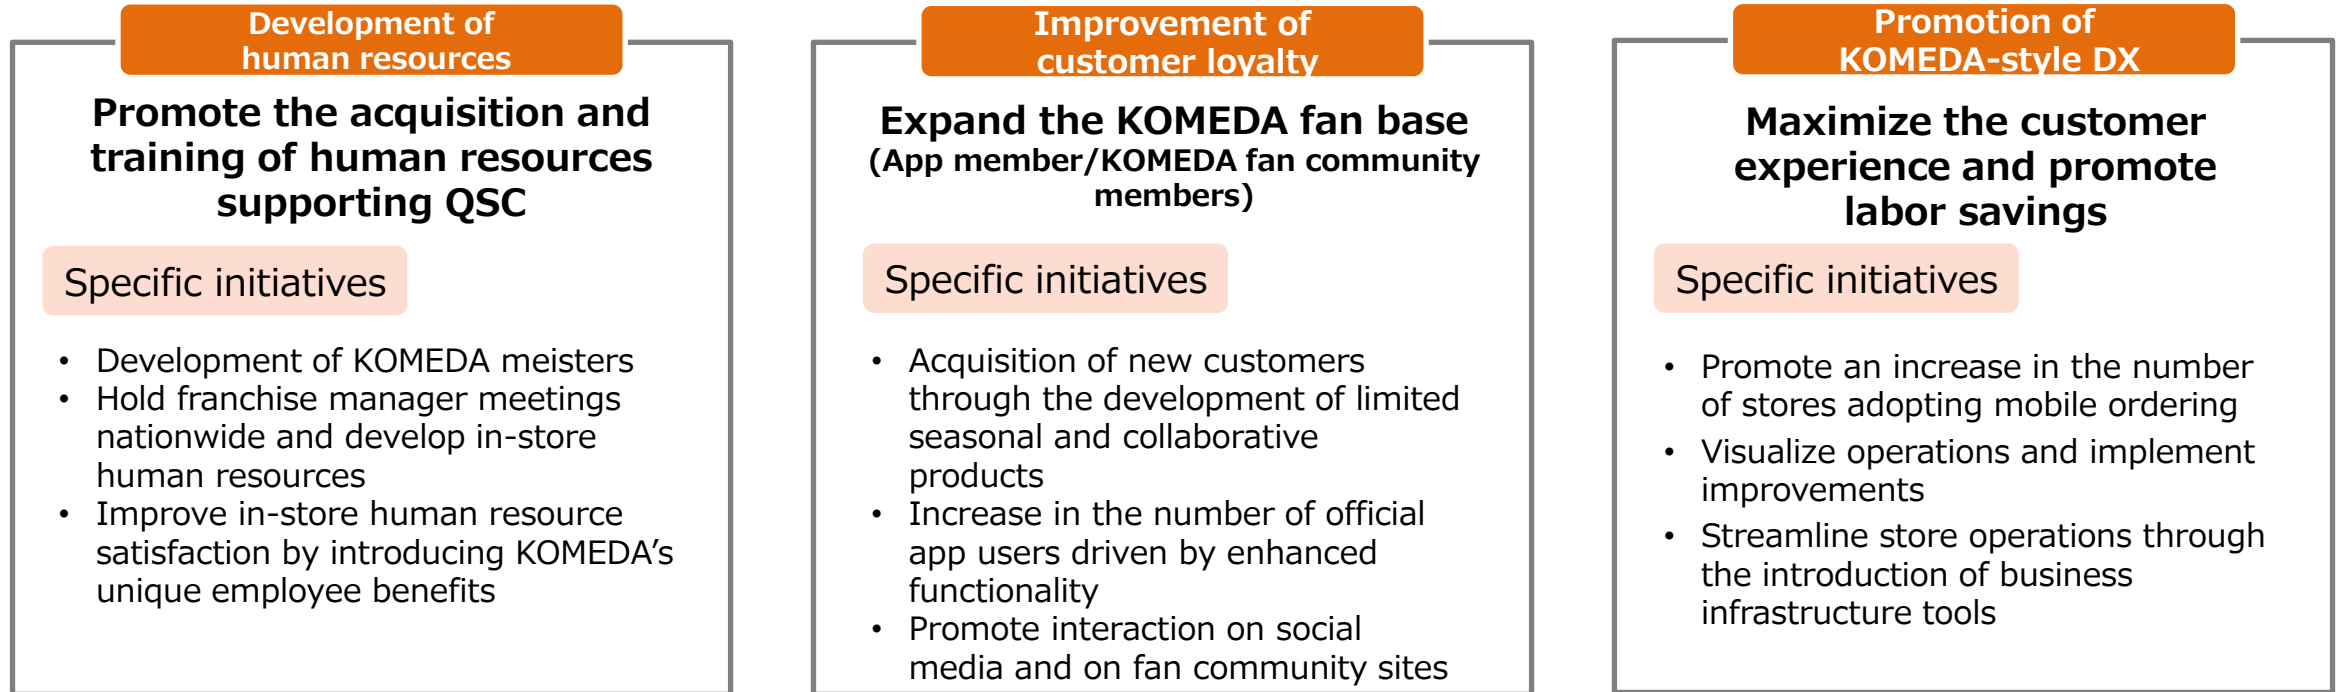 Development of
human resources
Promote the acquisition and
training of human resources
supporting QSC
Specific initiatives
• Development of KOMEDA meisters
• Hold franchise manager meetings
nationwide and develop in-store
human resources
• Improve in-store human resource
satisfaction by introducing KOMEDA’s
unique employee benefits
Improvement of
customer loyalty
Expand the KOMEDA fan base
(App member/KOMEDA fan community
members)
Specific initiatives
• Acquisition of new customers
through the development of limited
seasonal and collaborative
products
• Increase in the number of official
app users driven by enhanced
functionality
• Promote interaction on social
media and on fan community sites
Promotion of
KOMEDA-style DX
Maximize the customer
experience and promote
labor savings
Specific initiatives
• Promote an increase in the number
of stores adopting mobile ordering
• Visualize operations and implement
improvements
• Streamline store operations through
the introduction of business
infrastructure tools